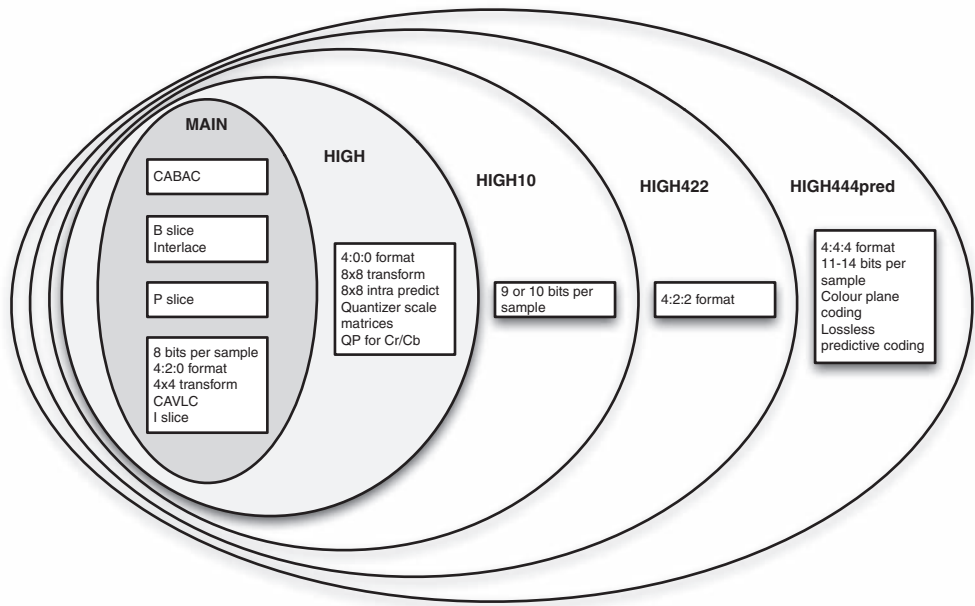 MAIN
CABAC
B slice
Interlace
P slice
8 bits per sample
4:2:0 format
4x4 transform
CAVLC
I slice
HIGH
4:0:0 format
8x8 transform
8x8 intra predict
Quantizer scale
matrices
QP for Cr/Cb
HIGH10
9 or 10 bits per
sample
HIGH422
4:2:2 format
HIGH444pred
4:4:4 format
11-14 bits per
sample
Colour plane
coding
Lossless
predictive coding